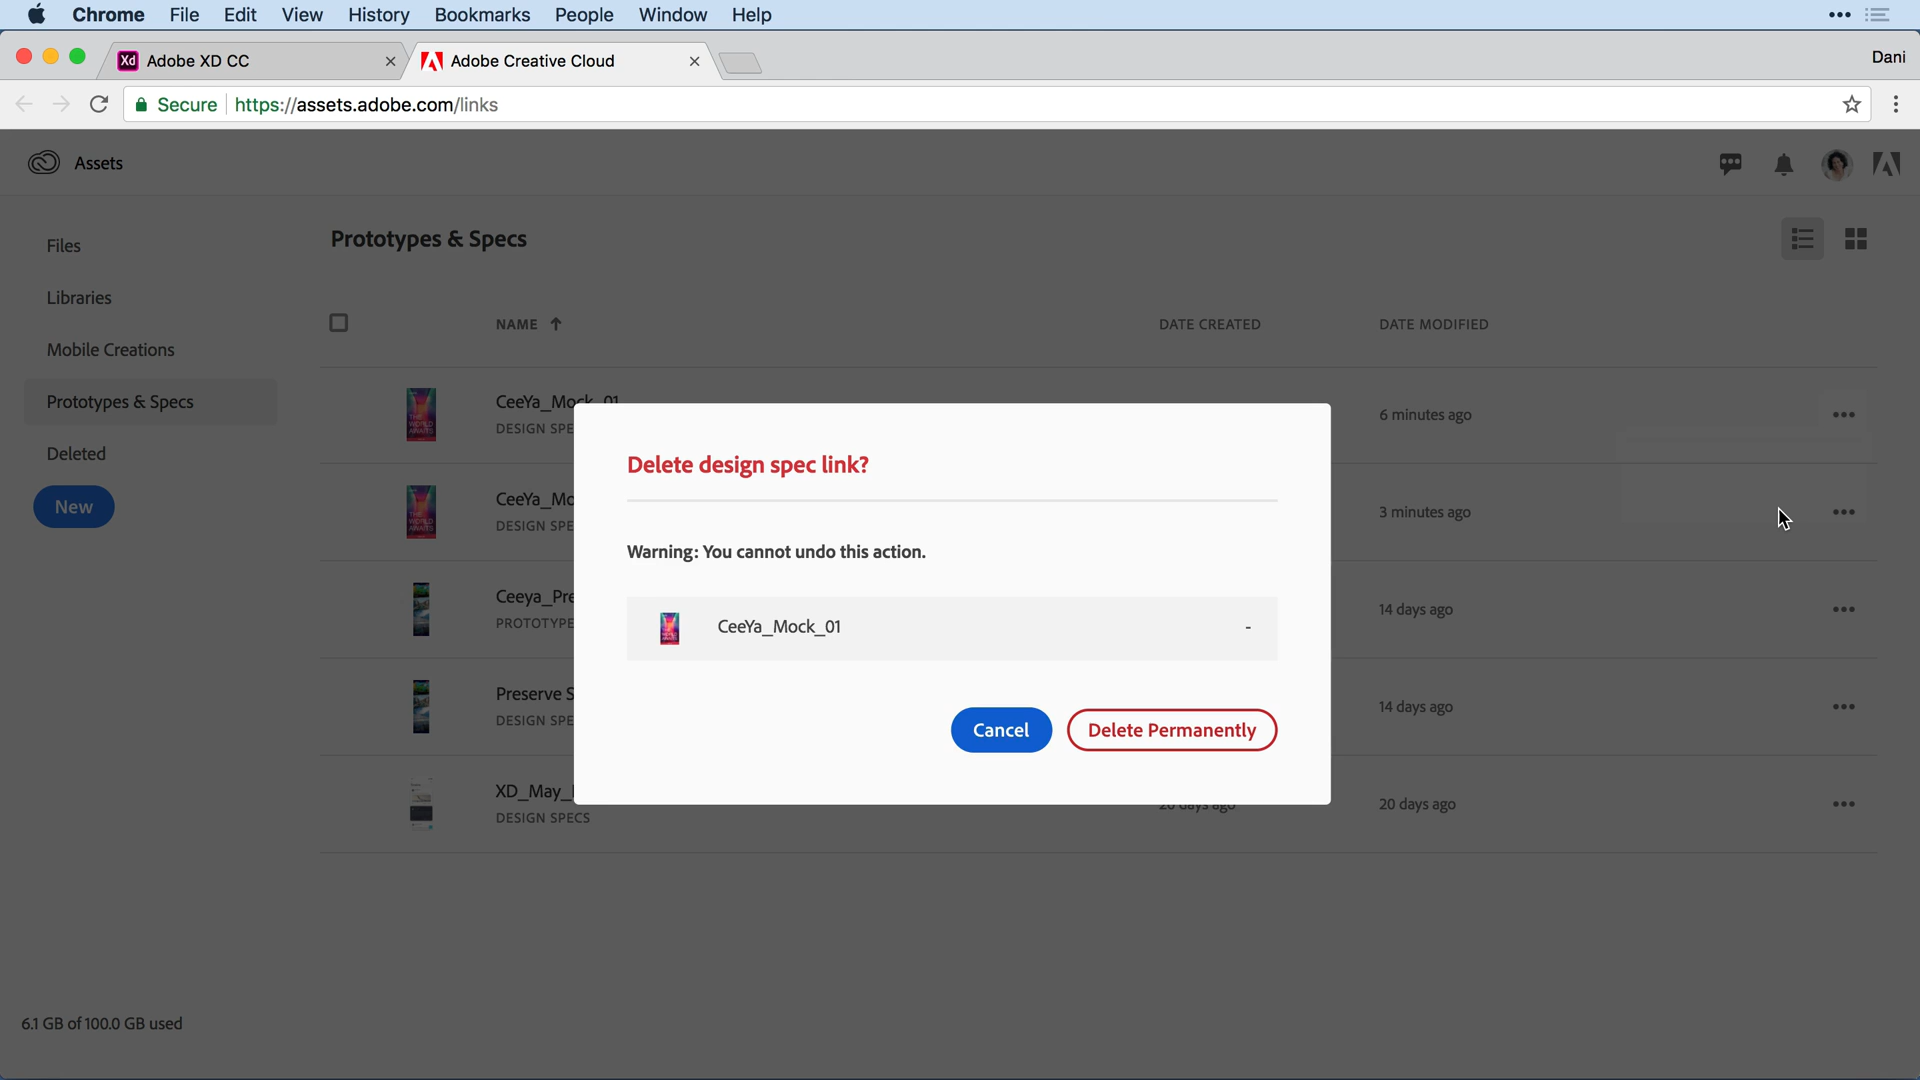 Chrome File Edit View History Bookmarks People Window Help
Xd Adobe XD CC Adobe Creative Cloud Dani
Secure https://assets.adobe.com/links
Assets
Files
Libraries
Mobile Creations
Prototypes & Specs
Deleted
New
6.1 GB of 100.0 GB used
Prototypes & Specs
NAME DATE CREATED DATE MODIFIED
CeeYa_Mock_01
DESIGN SPE
6 minutes ago
CeeYa_Mo
DESIGN SPE
3 minutes ago
Ceeya_Pre
PROTOTYPE
14 days ago
Preserve S
DESIGN SPE
14 days ago
XD_May_
DESIGN SPECS
20 days ago 20 days ago
Delete design spec link?
Warning: You cannot undo this action.
CeeYa_Mock_01 -
Cancel Delete Permanently